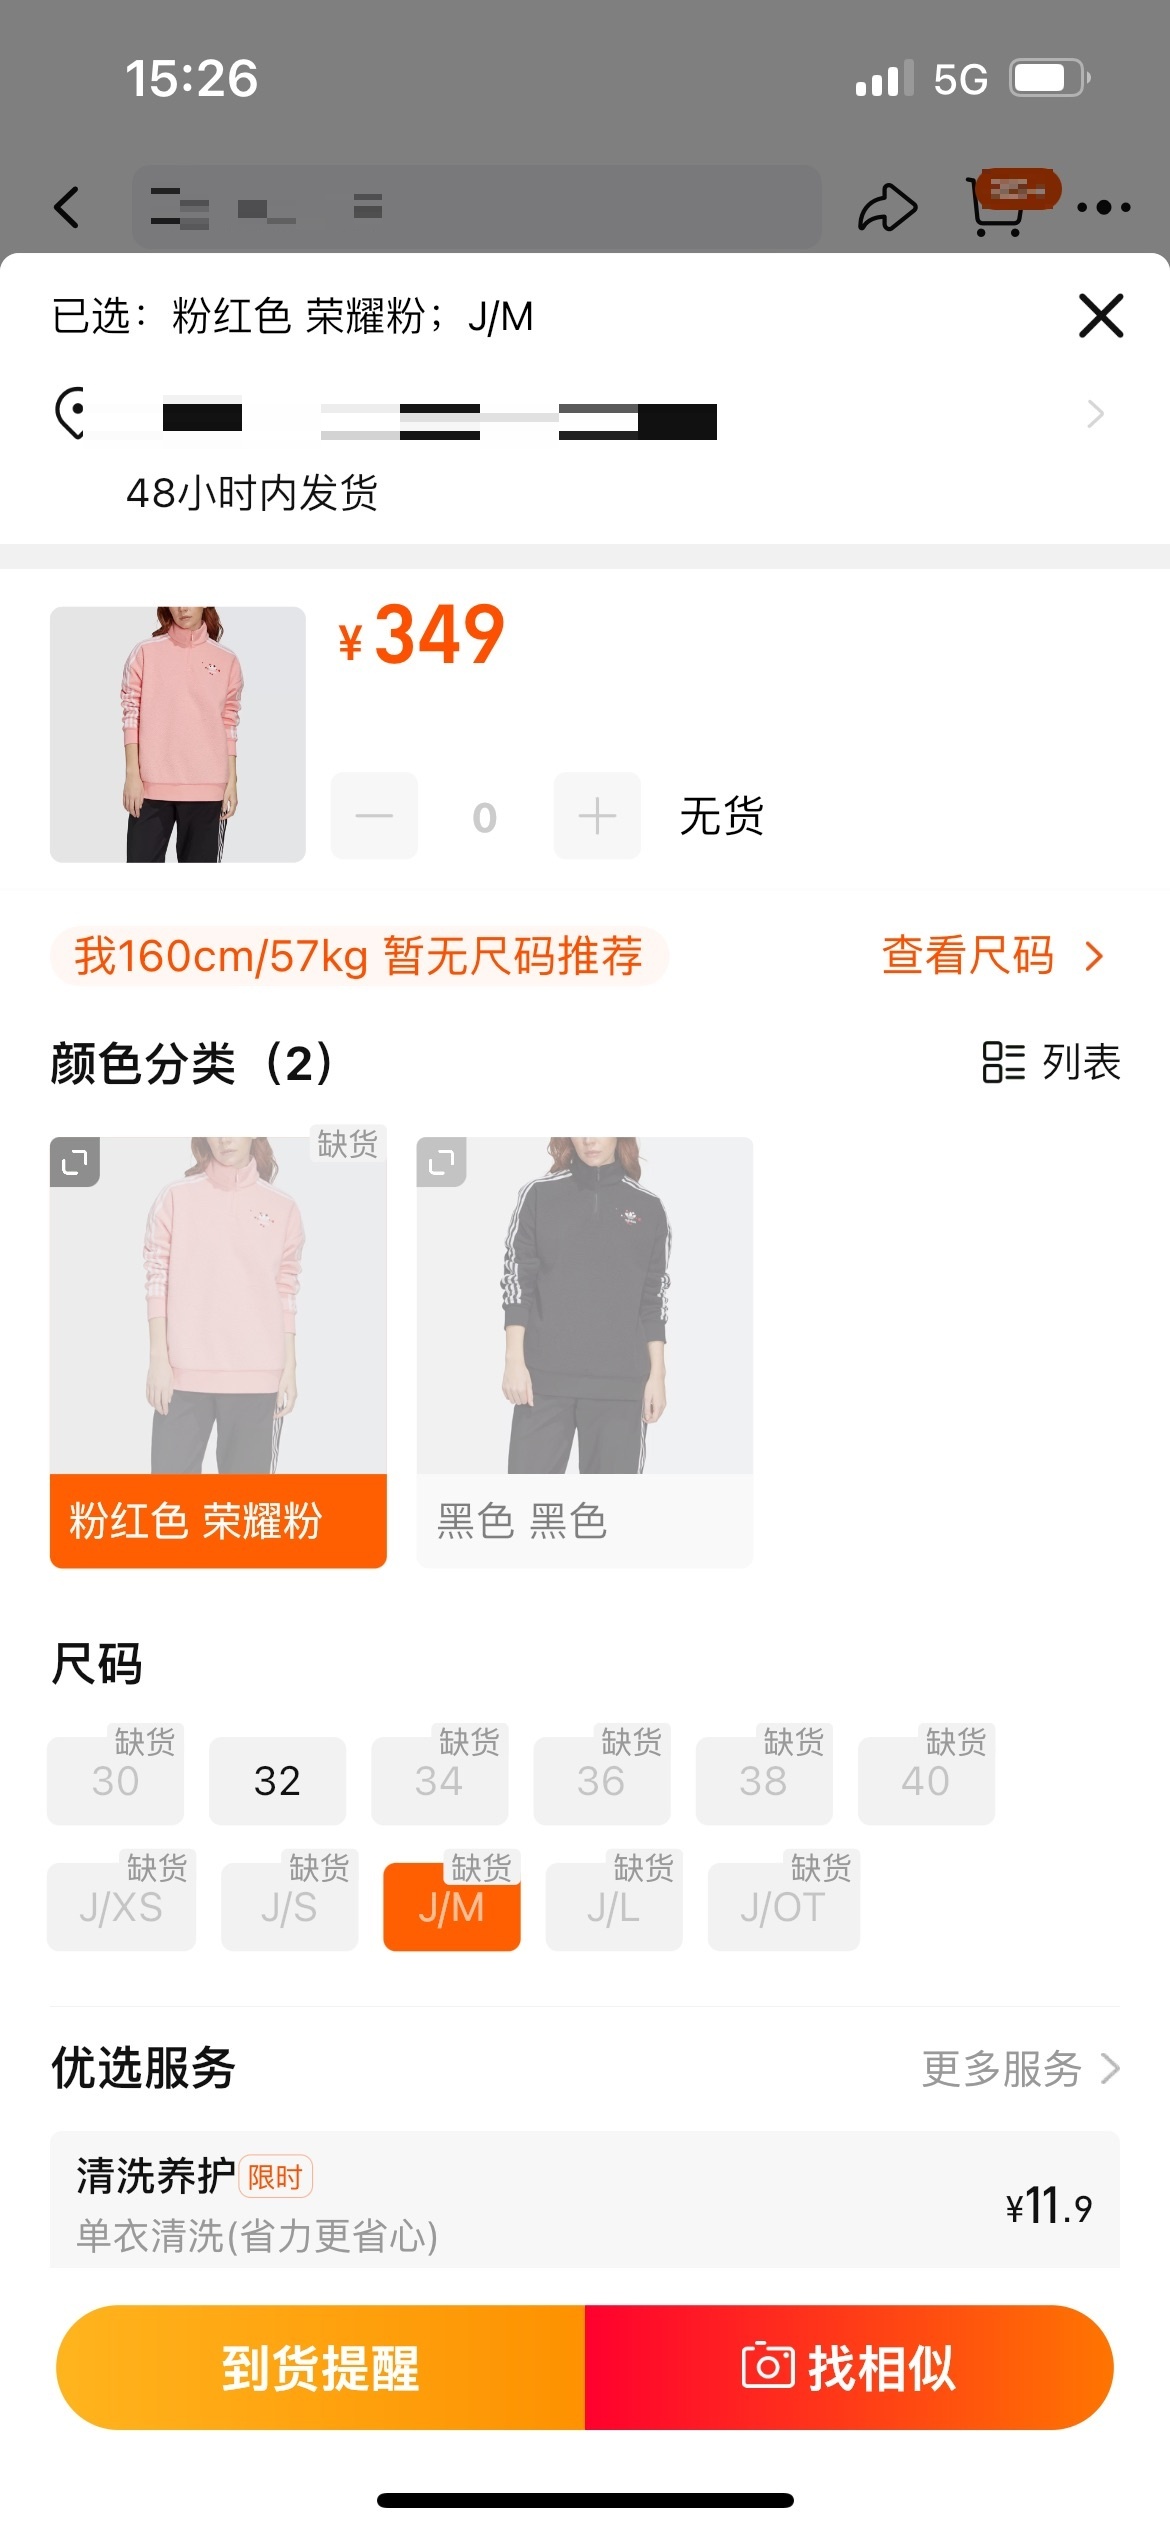 15:26
5G
已选：粉红色 荣耀粉；J/M
48小时内发货
¥349
0
无货
我160cm/57kg 暂无尺码推荐
查看尺码
颜色分类（2）
列表
缺货
粉红色 荣耀粉
黑色 黑色
尺码
缺货 缺货 缺货 缺货 缺货
30 32 34 36 38 40
缺货 缺货 缺货 缺货 缺货
J/XS J/S J/M J/L J/OT
优选服务
更多服务
清洗养护 限时
单衣清洗(省力更省心)
¥11.9
到货提醒
找相似